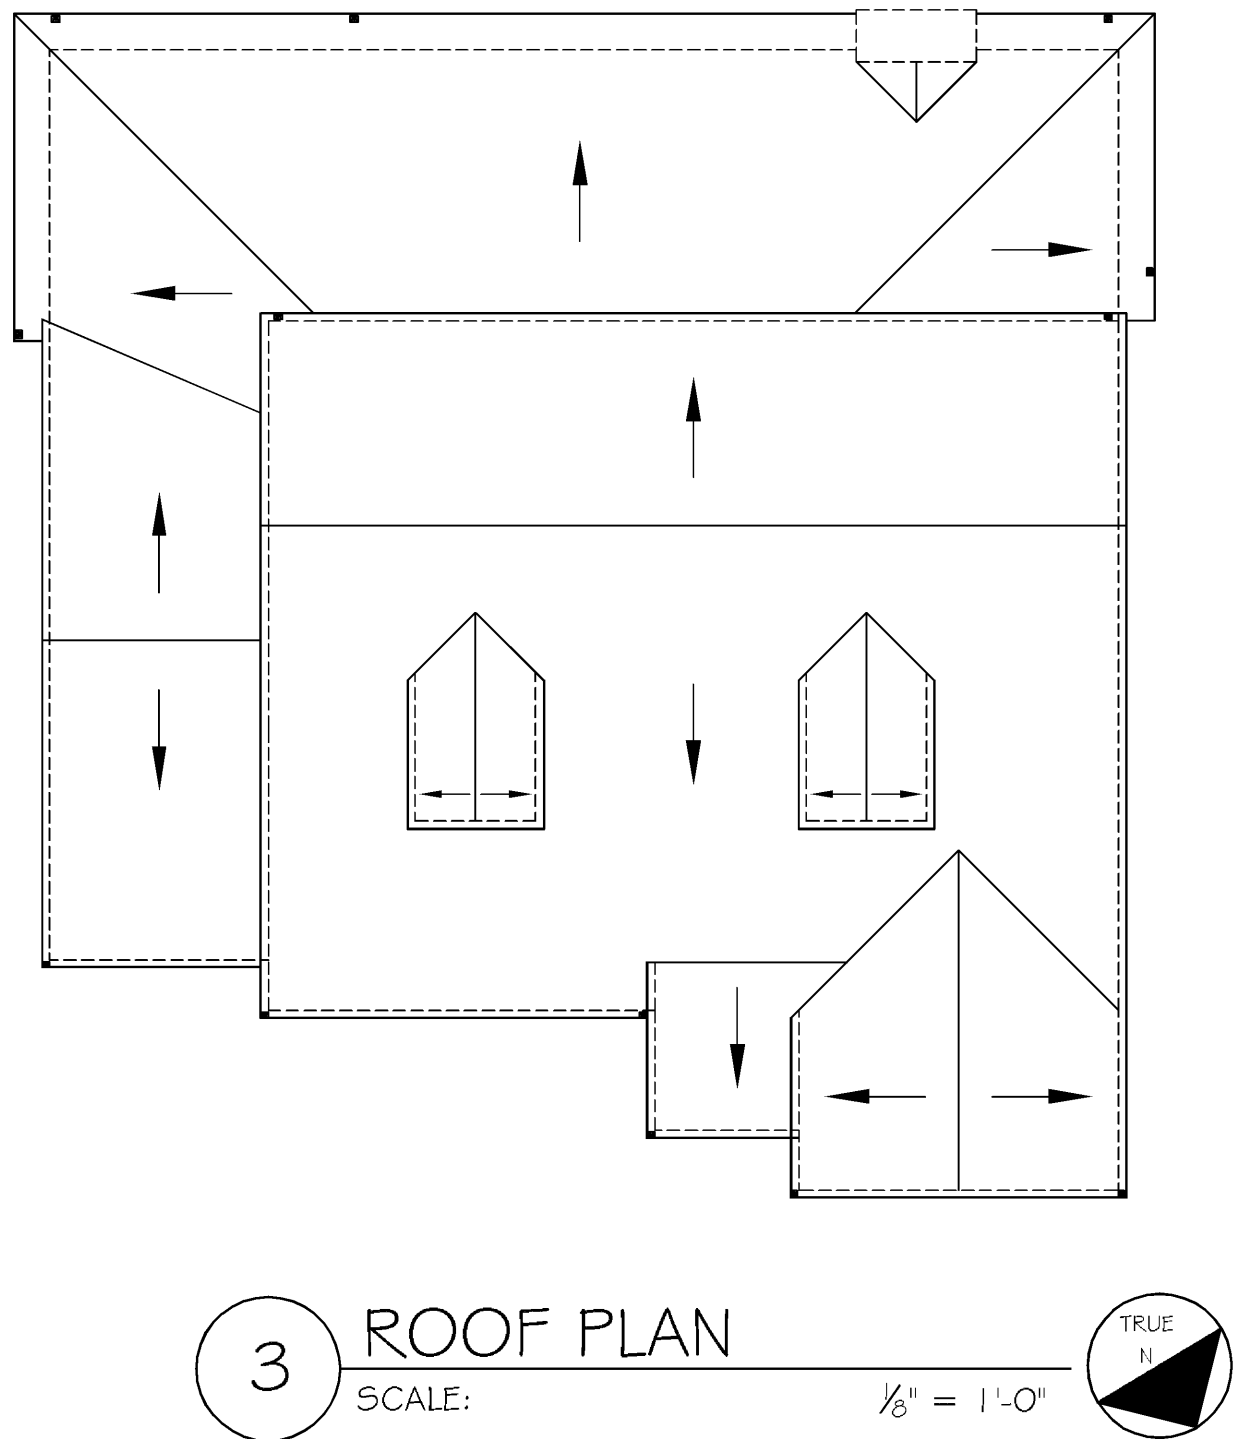 3
ROOF PLAN
SCALE: 1/8" = 1'-0"
TRUE
N